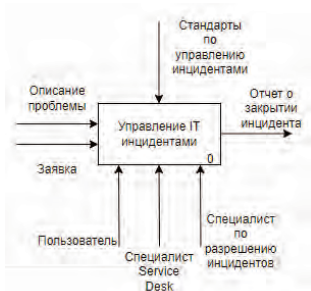 Стандарты
по
управлению
инцидентами
Описание
проблемы
Заявка
Управление IT
инцидентами
0
Отчет о
закрытии
инцидента
Пользователь
Специалист
Service
Desk
Специалист
по
разрешению
инцидентов